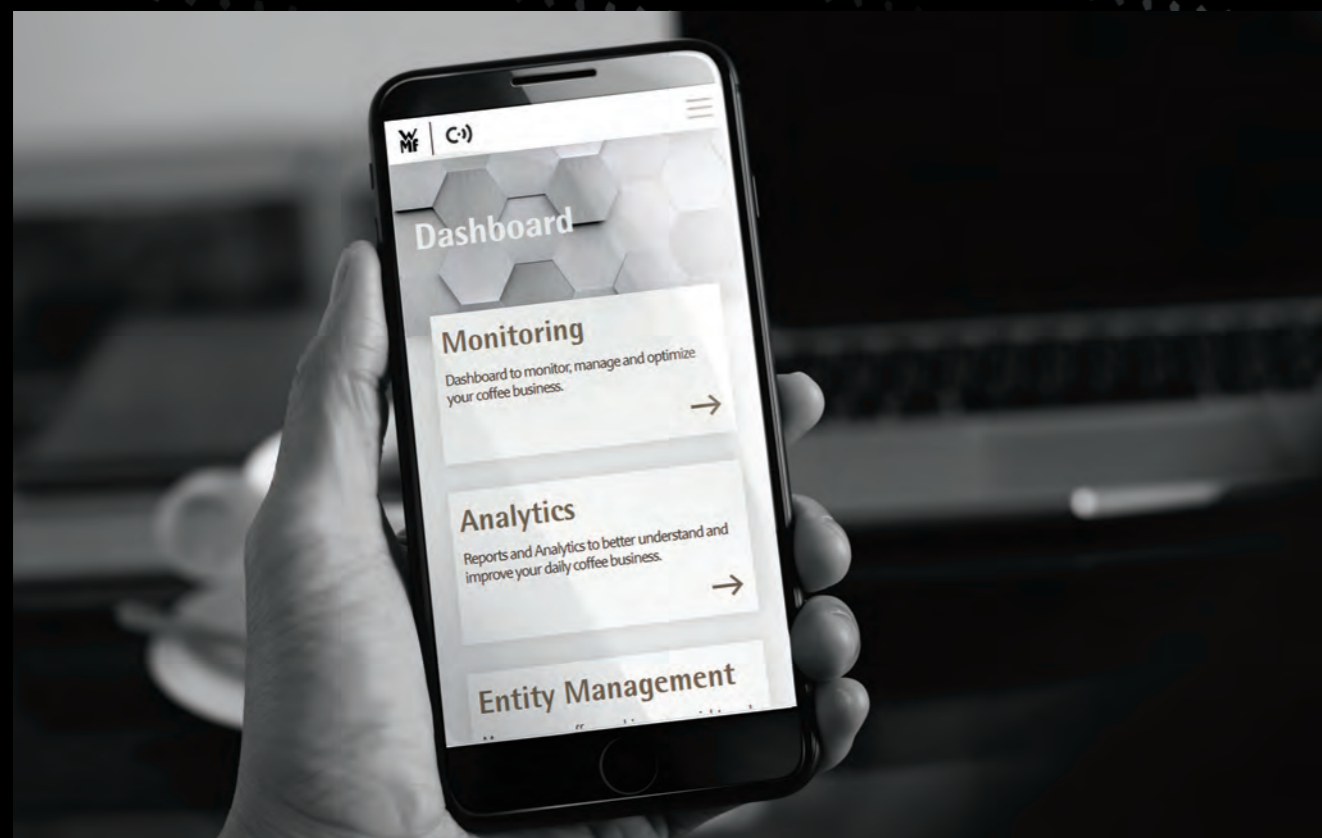 WMF
Dashboard
Monitoring
Dashboard to monitor, manage and optimize
your coffee business.
Analytics
Reports and Analytics to better understand and
improve your daily coffee business.
Entity Management